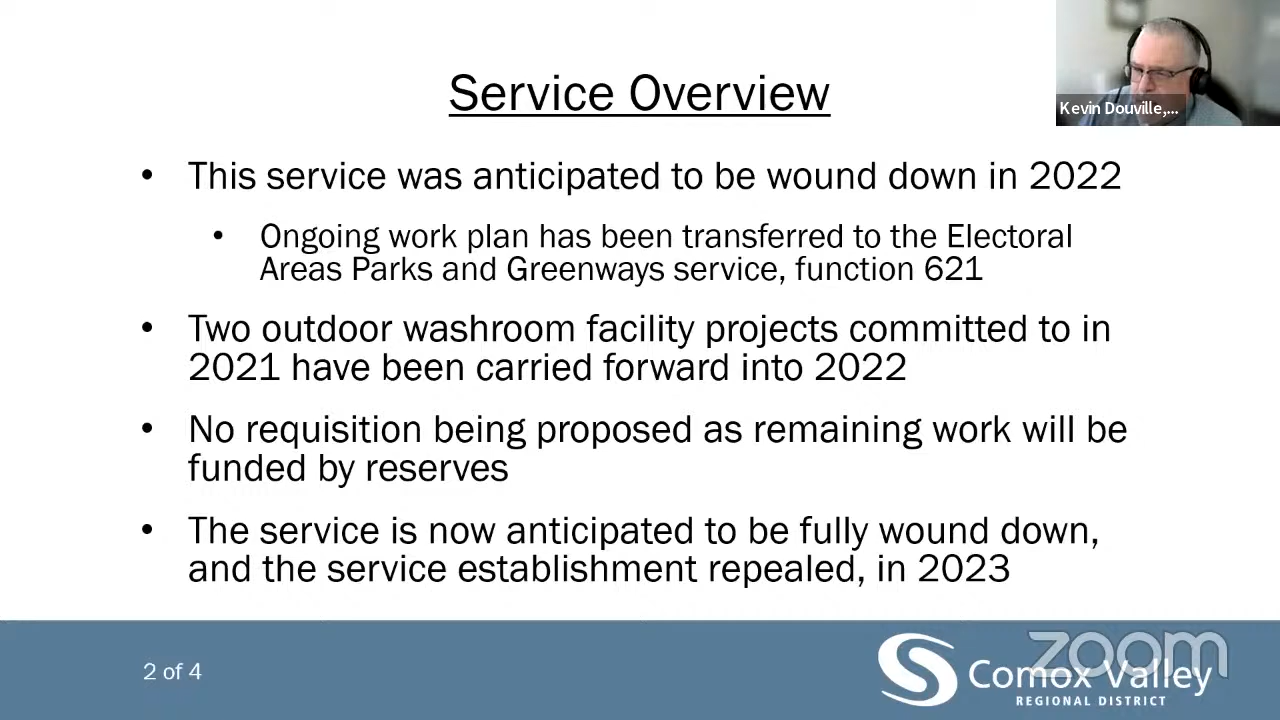 Service Overview
Kevin Douville,...
• This service was anticipated to be wound down in 2022
• Ongoing work plan has been transferred to the Electoral
Areas Parks and Greenways service, function 621
• Two outdoor washroom facility projects committed to in
2021 have been carried forward into 2022
• No requisition being proposed as remaining work will be
funded by reserves
• The service is now anticipated to be fully wound down,
and the service establishment repealed, in 2023
2 of 4
zoom
Comox Valley
REGIONAL DISTRICT